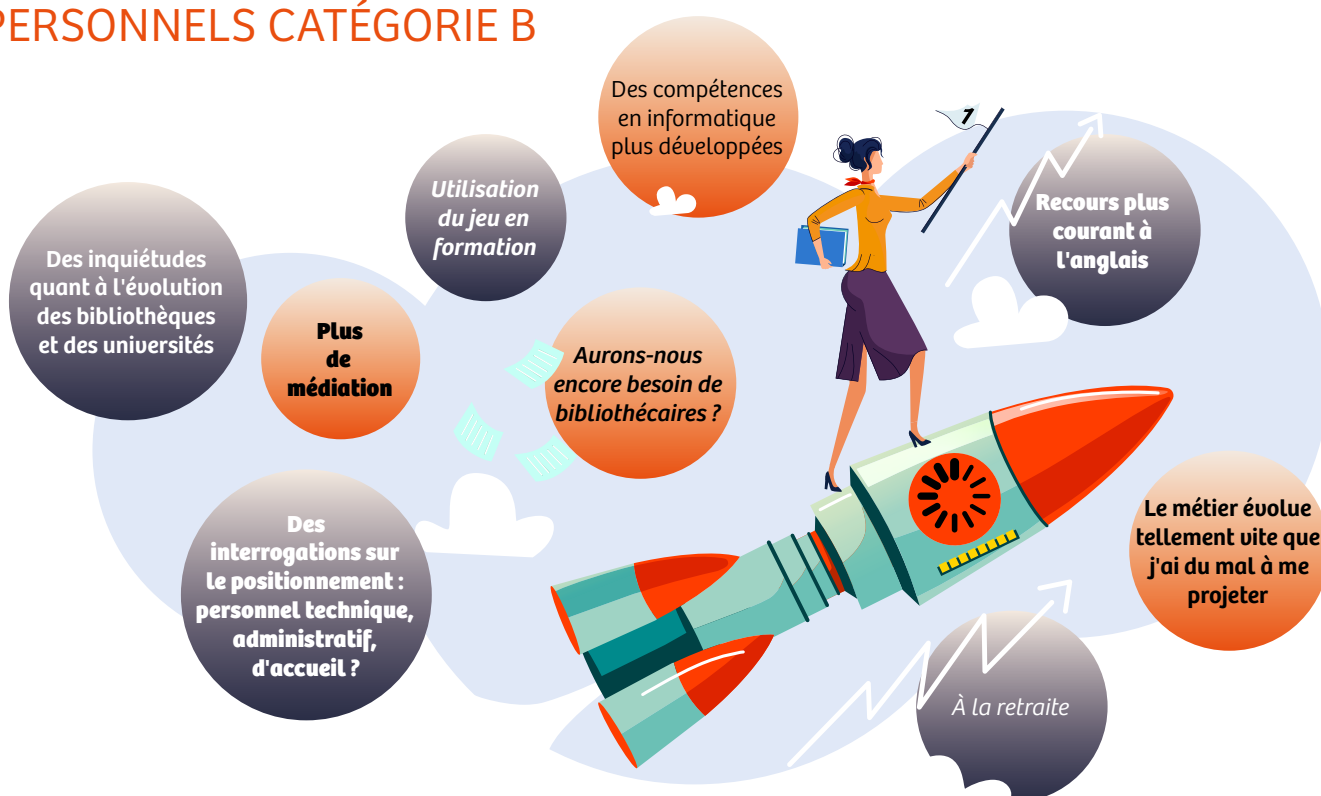 PERSONNELS CATÉGORIE B
Des compétences
en informatique
plus développées
1
Utilisation
du jeu en
formation
Recours plus
courant à
l'anglais
Des inquiétudes
quant à l'évolution
des bibliothèques
et des universités
Plus
de
médiation
Aurons-nous
encore besoin de
bibliothécaires ?
Des
interrogations sur
le positionnement :
personnel technique,
administratif,
d'accueil ?
Le métier évolue
tellement vite que
j'ai du mal à me
projeter
À la retraite